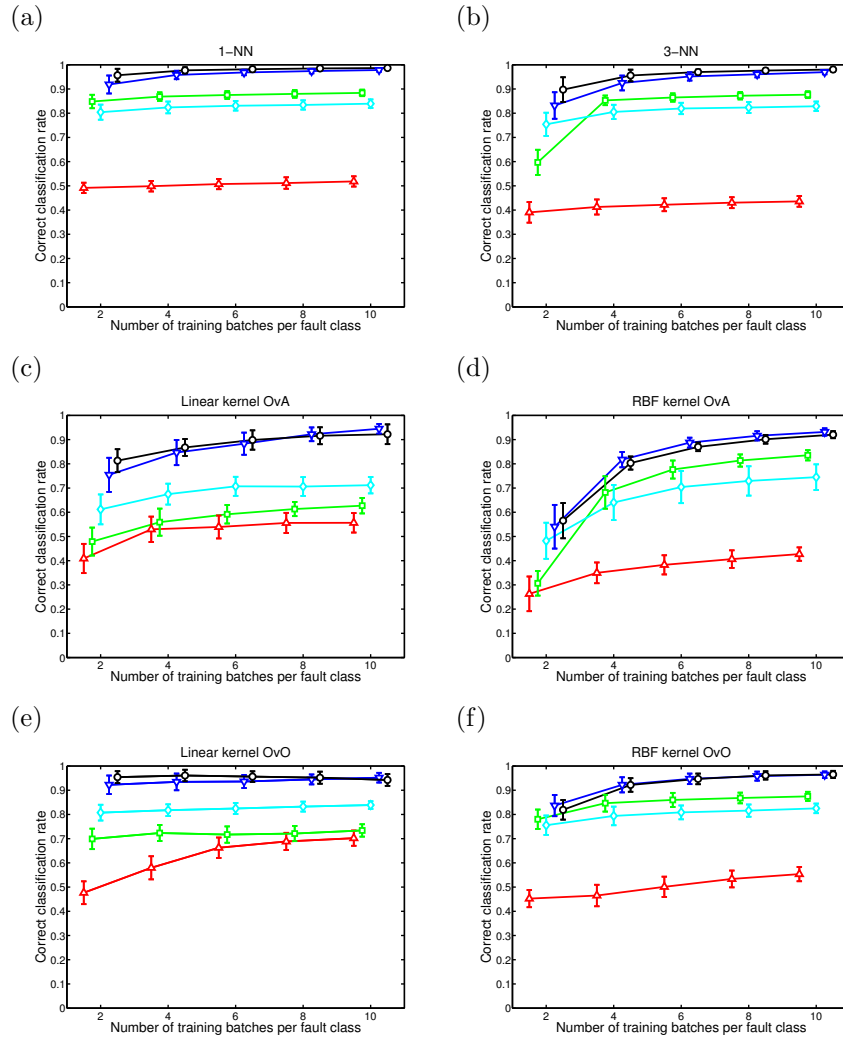 (a)
1−NN
1
0.9
0.8
0.7
0.6
0.5
0.4
0.3
0.2
0.1
0
Correct classification rate
2 4 6 8 10
Number of training batches per fault class
(b)
3−NN
1
0.9
0.8
0.7
0.6
0.5
0.4
0.3
0.2
0.1
0
Correct classification rate
2 4 6 8 10
Number of training batches per fault class
(c)
Linear kernel OvA
1
0.9
0.8
0.7
0.6
0.5
0.4
0.3
0.2
0.1
0
Correct classification rate
2 4 6 8 10
Number of training batches per fault class
(d)
RBF kernel OvA
1
0.9
0.8
0.7
0.6
0.5
0.4
0.3
0.2
0.1
0
Correct classification rate
2 4 6 8 10
Number of training batches per fault class
(e)
Linear kernel OvO
1
0.9
0.8
0.7
0.6
0.5
0.4
0.3
0.2
0.1
0
Correct classification rate
2 4 6 8 10
Number of training batches per fault class
(f)
RBF kernel OvO
1
0.9
0.8
0.7
0.6
0.5
0.4
0.3
0.2
0.1
0
Correct classification rate
2 4 6 8 10
Number of training batches per fault class